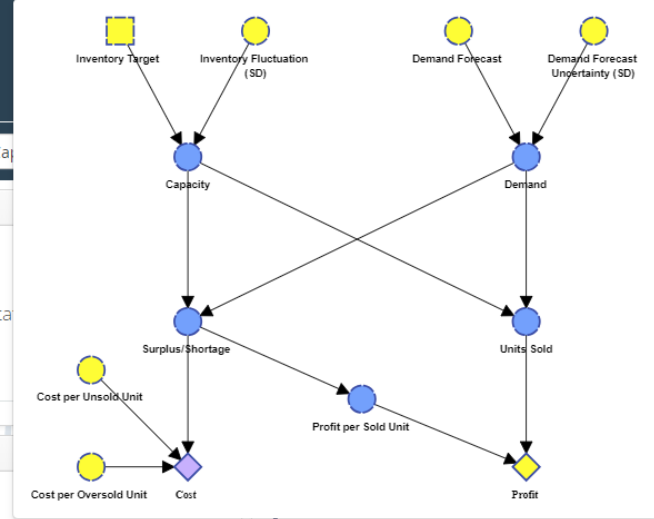 Inventory Target
Inventory Fluctuation
(SD)
Demand Forecast
Demand Forecast
Uncertainty (SD)
Capacity
Demand
Surplus/Shortage
Units Sold
Cost per Unsold Unit
Profit per Sold Unit
Cost per Oversold Unit
Cost
Profit